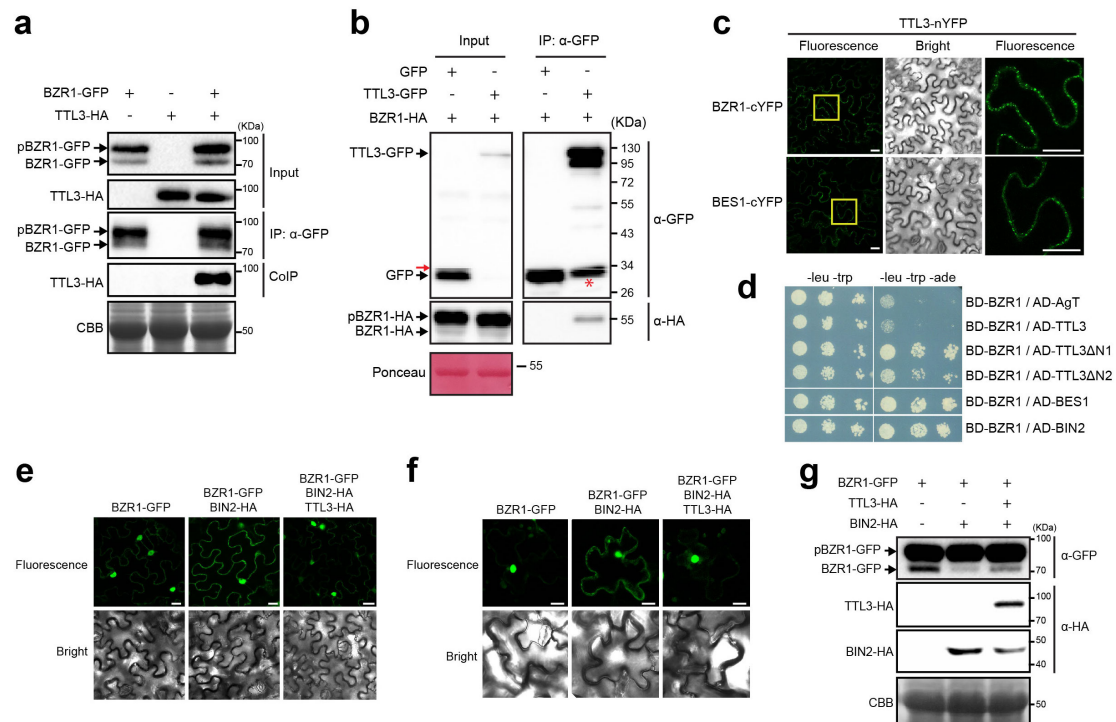 a
BZR1-GFP + - +
TTL3-HA - + +
(KDa)
pBZR1-GFP
BZR1-GFP
100
70
Input
TTL3-HA
100
pBZR1-GFP
BZR1-GFP
100
70
IP: α-GFP
TTL3-HA
100
CoIP
CBB
50
b
Input IP: α-GFP
GFP + - + -
TTL3-GFP - + - +
BZR1-HA + + + +
(KDa)
TTL3-GFP
130
95
72
55
43
34
26
α-GFP
GFP
*
pBZR1-HA
BZR1-HA
55
α-HA
Ponceau
55
c
TTL3-nYFP
Fluorescence Bright Fluorescence
BZR1-cYFP
BES1-cYFP
d
-leu -trp -leu -trp -ade
BD-BZR1 / AD-AgT
BD-BZR1 / AD-TTL3
BD-BZR1 / AD-TTL3ΔN1
BD-BZR1 / AD-TTL3ΔN2
BD-BZR1 / AD-BES1
BD-BZR1 / AD-BIN2
e
BZR1-GFP
BZR1-GFP
BIN2-HA
BZR1-GFP
BIN2-HA
TTL3-HA
Fluorescence
Bright
f
BZR1-GFP
BZR1-GFP
BIN2-HA
BZR1-GFP
BIN2-HA
TTL3-HA
Fluorescence
Bright
g
BZR1-GFP + + +
TTL3-HA - - +
BIN2-HA - + +
(KDa)
pBZR1-GFP
BZR1-GFP
100
70
α-GFP
TTL3-HA
100
70
α-HA
BIN2-HA
50
40
CBB
50